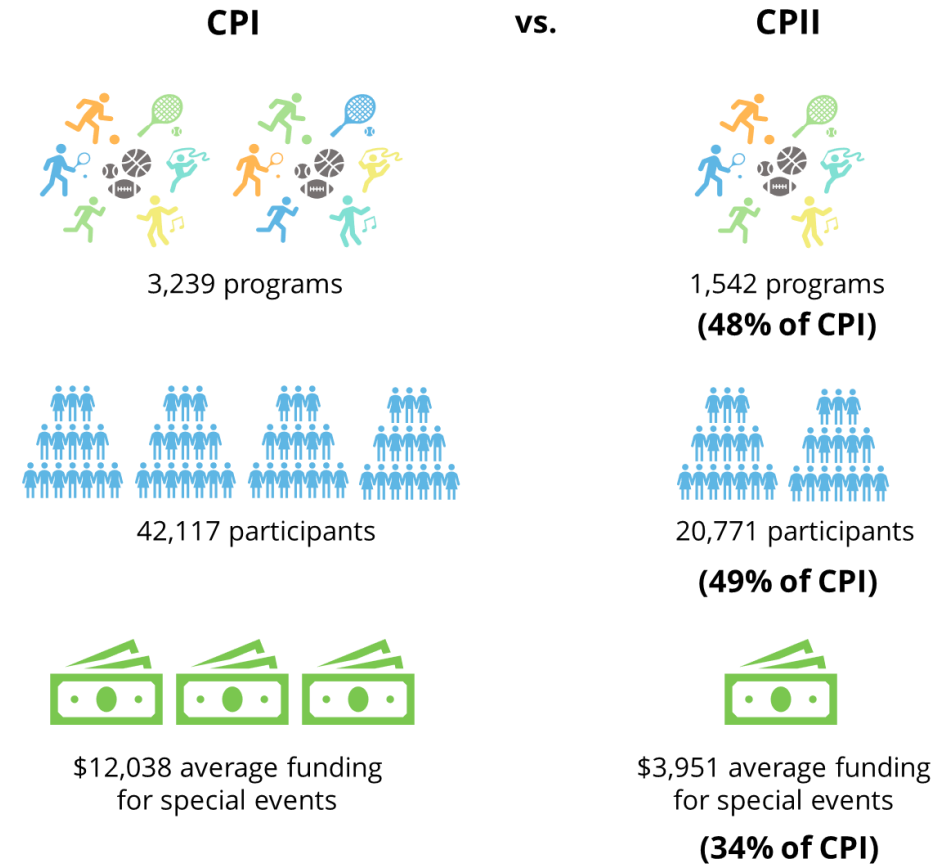 CPI vs. CPII
3,239 programs
1,542 programs
(48% of CPI)
42,117 participants
20,771 participants
(49% of CPI)
$12,038 average funding
for special events
$3,951 average funding
for special events
(34% of CPI)